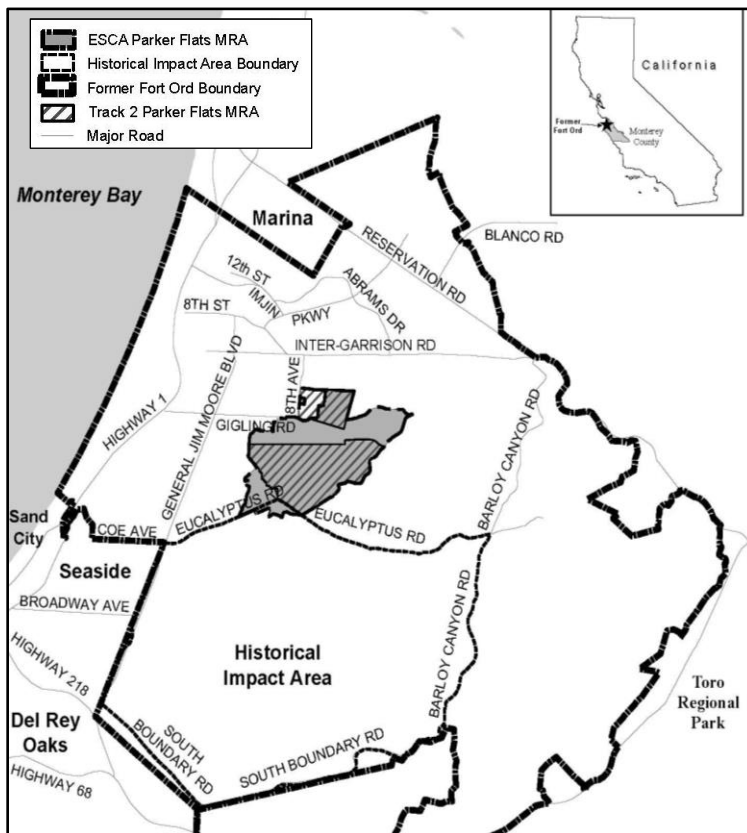 ESCA Parker Flats MRA
Historical Impact Area Boundary
Former Fort Ord Boundary
Track 2 Parker Flats MRA
Major Road
California
Former
Fort Ord
Monterey
County
Monterey Bay
Marina
RESERVATION RD
BLANCO RD
12th ST
IMJIN
PKWY
ABRAMS DR
8TH ST
INTER-GARRISON RD
8TH AVE
GIGLING RD
HIGHWAY 1
GENERAL JIM MOORE BLVD
BARLOY CANYON RD
EUCALYPTUS RD
EUCALYPTUS RD
Sand
City
COE AVE
Seaside
BROADWAY AVE
Historical
Impact Area
BARLOY CANYON RD
HIGHWAY 218
Del Rey
Oaks
SOUTH
BOUNDARY RD
SOUTH BOUNDARY RD
HIGHWAY 68
Toro
Regional
Park